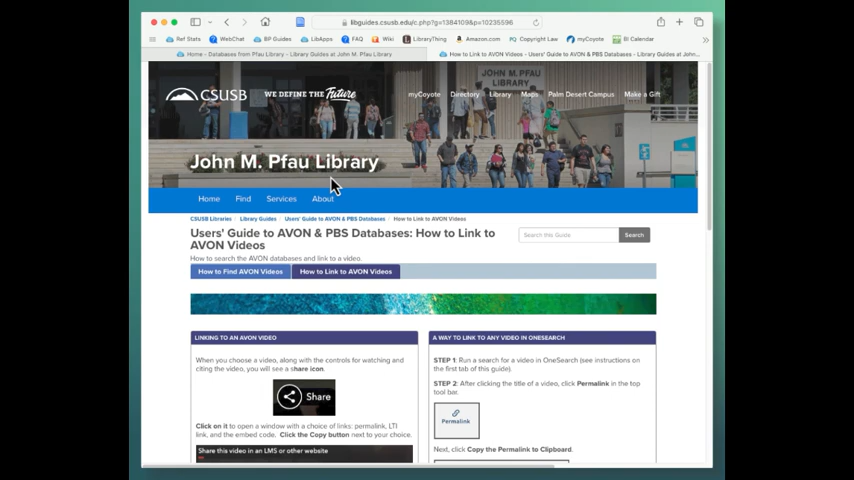 libguides.csusb.edu/c.php?g=1384109&p=10235596
Ref Stats WebChat BP Guides LibApps FAQ Wiki LibraryThing Amazon.com Copyright Law myCoyote BI Calendar
Home - Databases from Pfau Library - Library Guides at John M. Pfau Library
How to Link to AVON Videos - Users' Guide to AVON & PBS Databases - Library Guides at John...
JOHN M. PFAU
LIBRARY
CSUSB WE DEFINE THE Future
myCoyote Directory Library Maps Palm Desert Campus Make a Gift
John M. Pfau Library
Home Find Services About
CSUSB Libraries Library Guides Users' Guide to AVON & PBS Databases How to Link to AVON Videos
Users' Guide to AVON & PBS Databases: How to Link to
AVON Videos
Search this Guide Search
How to search the AVON databases and link to a video.
How to Find AVON Videos How to Link to AVON Videos
LINKING TO AN AVON VIDEO
When you choose a video, along with the controls for watching and
citing the video, you will see a share icon.
Share
Click on it to open a window with a choice of links: permalink, LTI
link, and the embed code. Click the Copy button next to your choice.
Share this video in an LMS or other website
A WAY TO LINK TO ANY VIDEO IN ONESEARCH
STEP 1: Run a search for a video in OneSearch (see instructions on
the first tab of this guide).
STEP 2: After clicking the title of a video, click Permalink in the top
tool bar.
Permalink
Next, click Copy the Permalink to Clipboard.